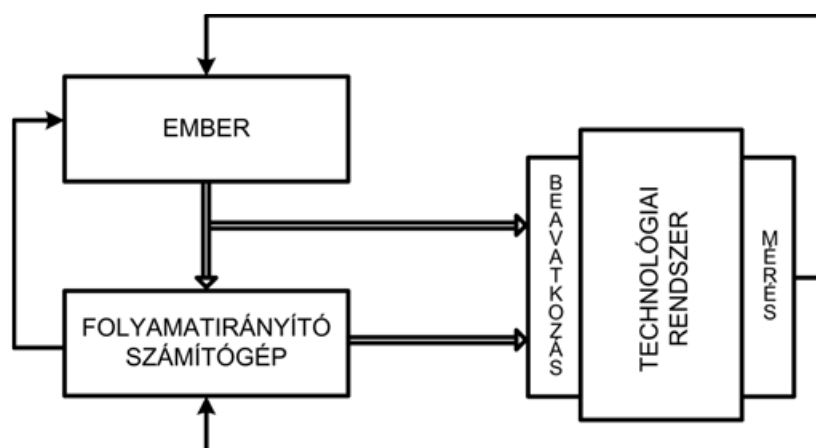 EMBER
FOLYAMATIRÁNYÍTÓ
SZÁMÍTÓGÉP
BEAVATKOZÁS
TECHNOLÓGIAI
RENDSZER
MÉRÉS